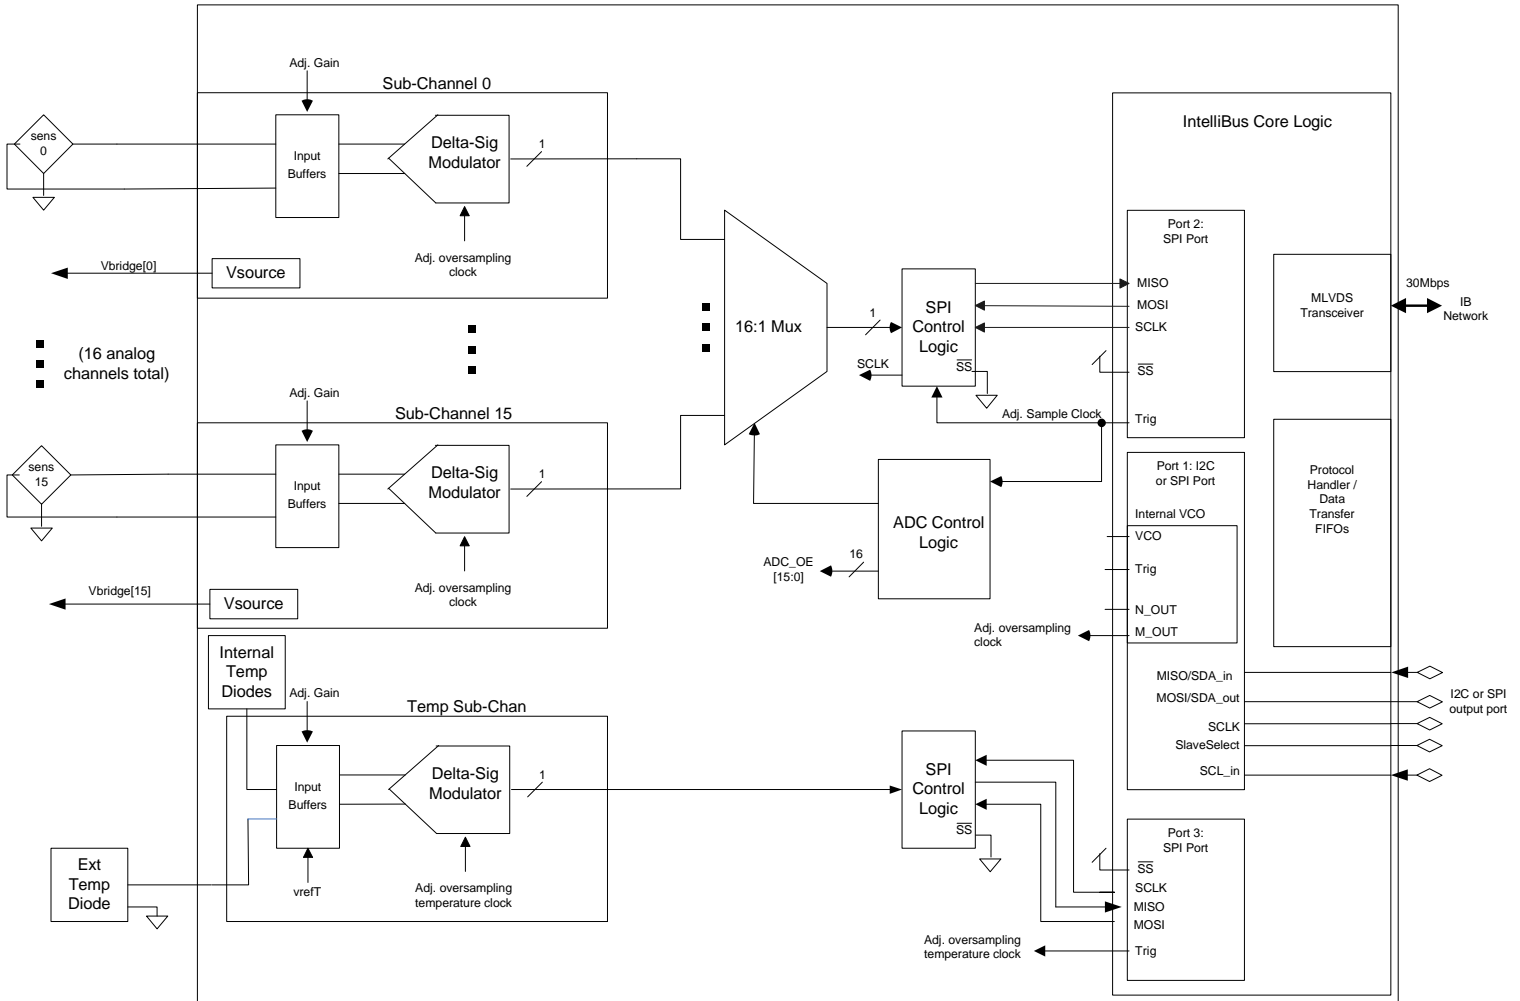 Adj. Gain
Sub-Channel 0
sens
0
Input
Buffers
Delta-Sig
Modulator
1
Adj. oversampling
clock
Vbridge[0]
Vsource
(16 analog
channels total)
Adj. Gain
Sub-Channel 15
sens
15
Input
Buffers
Delta-Sig
Modulator
1
Adj. oversampling
clock
Vbridge[15]
Vsource
Internal
Temp
Diodes
Adj. Gain
Temp Sub-Chan
Input
Buffers
Delta-Sig
Modulator
1
vrefT
Adj. oversampling
temperature clock
Ext
Temp
Diode
16:1 Mux
1
SPI
Control
Logic
SS
SCLK
Adj. Sample Clock
ADC Control
Logic
ADC_OE
[15:0]
16
Adj. oversampling
clock
SPI
Control
Logic
SS
Adj. oversampling
temperature clock
IntelliBus Core Logic
Port 2:
SPI Port
MISO
MOSI
SCLK
SS
Trig
MLVDS
Transceiver
30Mbps
IB
Network
Port 1: I2C
or SPI Port
Internal VCO
VCO
Trig
N_OUT
M_OUT
MISO/SDA_in
MOSI/SDA_out
SCLK
SlaveSelect
SCL_in
Protocol
Handler /
Data
Transfer
FIFOs
I2C or SPI
output port
Port 3:
SPI Port
SS
SCLK
MISO
MOSI
Trig